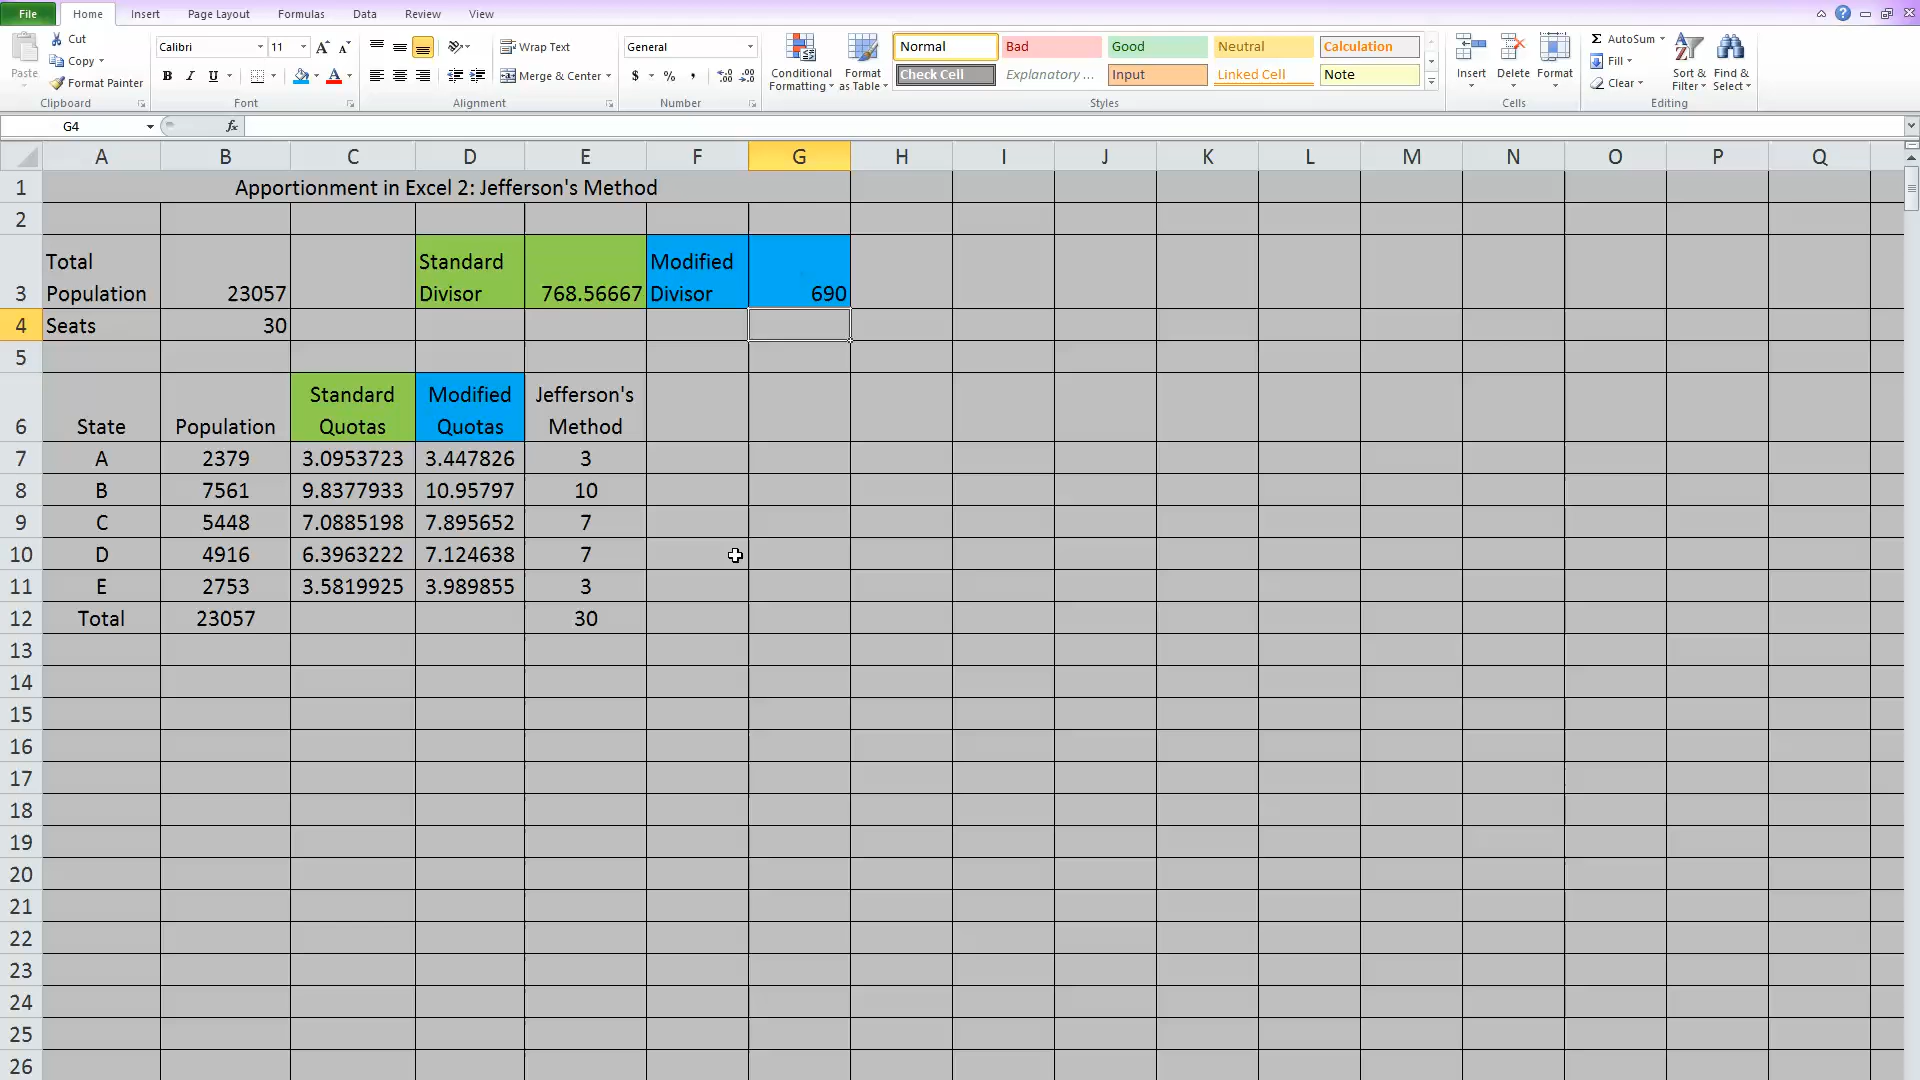 File Home Insert Page Layout Formulas Data Review View
Cut Calibri 11 Wrap Text General Normal Bad Good Neutral Calculation AutoSum
Paste Copy Conditional Format Insert Delete Format Fill Sort & Find &
Format Painter B I U Merge & Center $ % , Formatting as Table Check Cell Explanatory ... Input Linked Cell Note Clear Filter Select
Clipboard Font Alignment Number Styles Cells Editing
G4 fx
A B C D E F G H I J K L M N O P Q
1 Apportionment in Excel 2: Jefferson's Method
2
Total Standard Modified
3 Population 23057 Divisor 768.56667 Divisor 690
4 Seats 30
5
Standard Modified Jefferson's
6 State Population Quotas Quotas Method
7 A 2379 3.0953723 3.447826 3
8 B 7561 9.8377933 10.95797 10
9 C 5448 7.0885198 7.895652 7
10 D 4916 6.3963222 7.124638 7
11 E 2753 3.5819925 3.989855 3
12 Total 23057 30
13
14
15
16
17
18
19
20
21
22
23
24
25
26